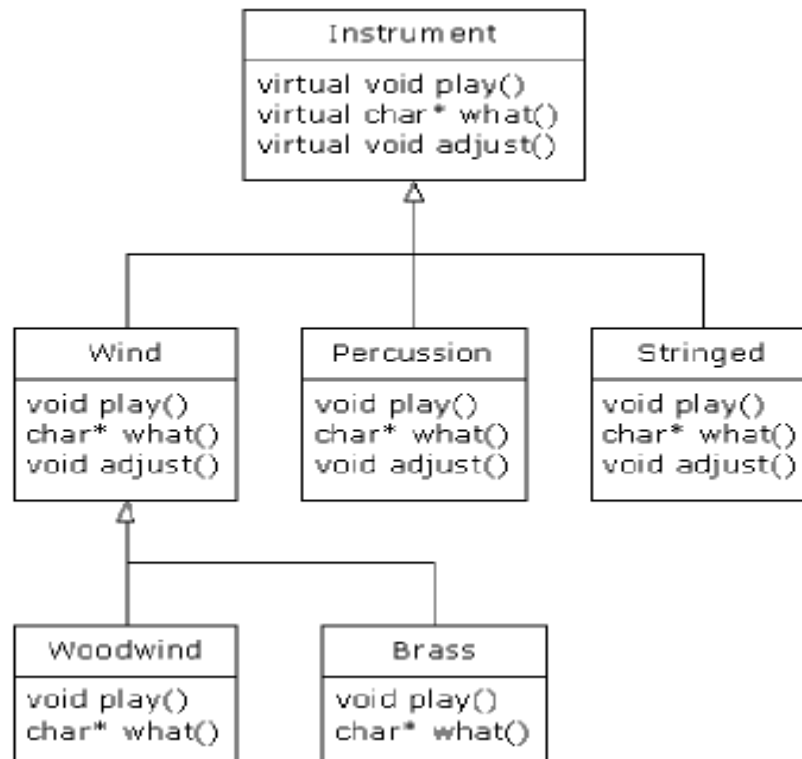 Instrument
virtual void play()
virtual char* what()
virtual void adjust()
Wind
void play()
char* what()
void adjust()
Percussion
void play()
char* what()
void adjust()
Stringed
void play()
char* what()
void adjust()
Woodwind
void play()
char* what()
Brass
void play()
char* what()